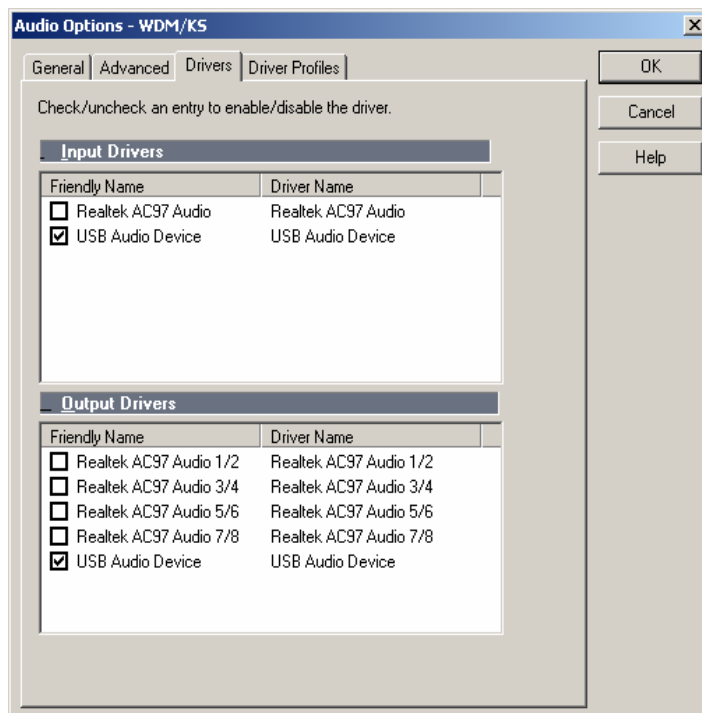 Audio Options - WDM/KS
General Advanced Drivers Driver Profiles
OK
Cancel
Help
Check/uncheck an entry to enable/disable the driver.
Input Drivers
Friendly Name Driver Name
Realtek AC97 Audio Realtek AC97 Audio
USB Audio Device USB Audio Device
Output Drivers
Friendly Name Driver Name
Realtek AC97 Audio 1/2 Realtek AC97 Audio 1/2
Realtek AC97 Audio 3/4 Realtek AC97 Audio 3/4
Realtek AC97 Audio 5/6 Realtek AC97 Audio 5/6
Realtek AC97 Audio 7/8 Realtek AC97 Audio 7/8
USB Audio Device USB Audio Device